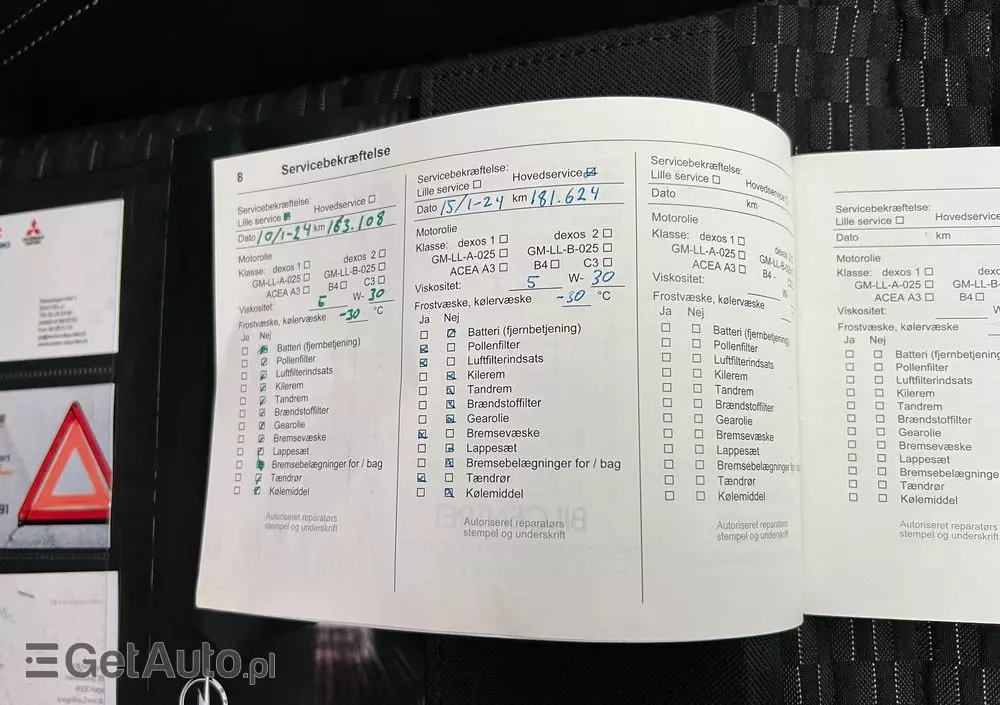 8
Servicebekræftelse
Servicebekræftelse:
Lille service Hovedservice
Dato 10/1-24 km 163.108
Motorolie
Klasse: dexos 1 dexos 2
GM-LL-A-025 GM-LL-B-025
ACEA A3 B4 C3
Viskositet: 5 W- 30
Frostvæske, kølervæske -30 °C
Ja Nej
Batteri (fjernbetjening)
Pollenfilter
Luftfilterindsats
Kilerem
Tandrem
Brændstoffilter
Gearolie
Bremsevæske
Lappesæt
Bremsebelægninger for / bag
Tændrør
Kølemiddel
Autoriseret reparatørs
stempel og underskrift
Servicebekræftelse:
Lille service Hovedservice
Dato 15/1-24 km 181.624
Motorolie
Klasse: dexos 1 dexos 2
GM-LL-A-025 GM-LL-B-025
ACEA A3 B4 C3
Viskositet: 5 W- 30
Frostvæske, kølervæske -30 °C
Ja Nej
Batteri (fjernbetjening)
Pollenfilter
Luftfilterindsats
Kilerem
Tandrem
Brændstoffilter
Gearolie
Bremsevæske
Lappesæt
Bremsebelægninger for / bag
Tændrør
Kølemiddel
Autoriseret reparatørs
stempel og underskrift
Servicebekræftelse:
Lille service Hovedservice
Dato km
Motorolie
Klasse: dexos 1
GM-LL-A-025
ACEA A3 B4
Viskositet: W-
Frostvæske, kølervæske
Ja Nej
Batteri (fjernbetjening)
Pollenfilter
Luftfilterindsats
Kilerem
Tandrem
Brændstoffilter
Gearolie
Bremsevæske
Lappesæt
Bremsebelægninger for /
Tændrør
Kølemiddel
Autoriseret reparatørs
stempel og underskrift
Servicebekræftelse:
Lille service Hovedservice
Dato km
Motorolie
Klasse: dexos 1
GM-LL-A-025
ACEA A3 B4
Viskositet:
Frostvæske, kølervæske
Ja Nej
Batteri (fjernbetjening)
Pollenfilter
Luftfilterindsats
Kilerem
Tandrem
Brændstoffilter
Gearolie
Bremsevæske
Lappesæt
Bremsebelægninge
Tændrør
Kølemiddel
Autoriseret reparatørs
stempel og underskrift
91
4600 Køge
GetAuto.pl